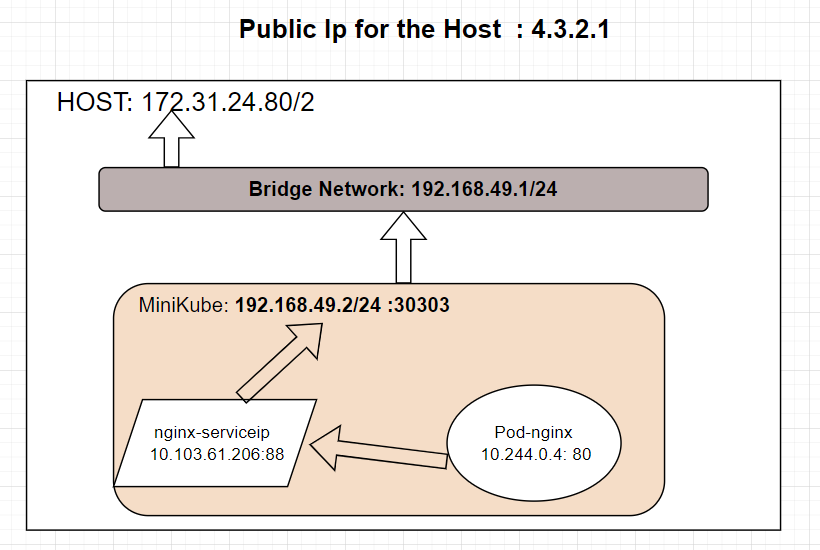 Public Ip for the Host : 4.3.2.1
HOST: 172.31.24.80/2
Bridge Network: 192.168.49.1/24
MiniKube: 192.168.49.2/24 :30303
nginx-serviceip
10.103.61.206:88
Pod-nginx
10.244.0.4: 80